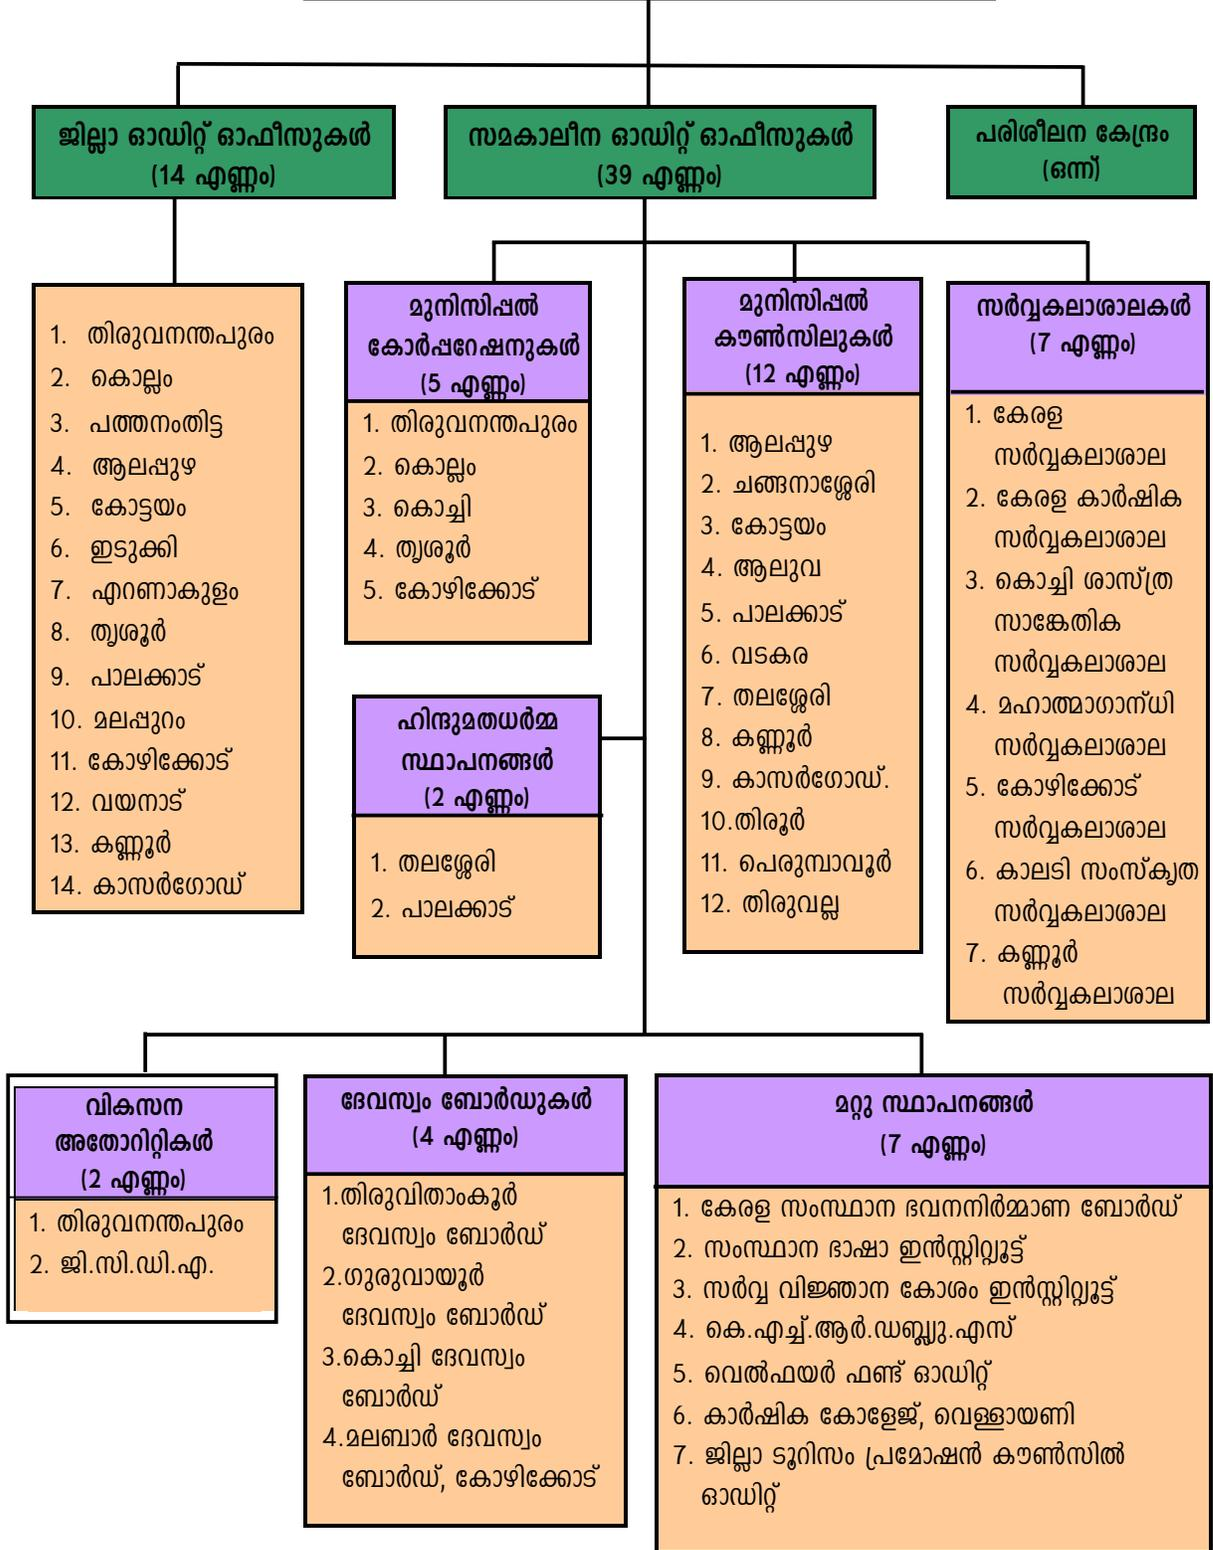 ജില്ലാ ഓഡിറ്റ് ഓഫീസുകൾ
(14 എണ്ണം)
സമകാലീന ഓഡിറ്റ് ഓഫീസുകൾ
(39 എണ്ണം)
പരിശീലന കേന്ദ്രം
(ഒന്ന്)
1. തിരുവനന്തപുരം
2. കൊല്ലം
3. പത്തനംതിട്ട
4. ആലപ്പുഴ
5. കോട്ടയം
6. ഇടുക്കി
7. എറണാകുളം
8. തൃശൂർ
9. പാലക്കാട്
10. മലപ്പുറം
11. കോഴിക്കോട്
12. വയനാട്
13. കണ്ണൂർ
14. കാസർഗോഡ്
മുനിസിപ്പൽ
കോർപ്പറേഷനുകൾ
(5 എണ്ണം)
1. തിരുവനന്തപുരം
2. കൊല്ലം
3. കൊച്ചി
4. തൃശൂർ
5. കോഴിക്കോട്
ഹിന്ദുമതധർമ്മ
സ്ഥാപനങ്ങൾ
(2 എണ്ണം)
1. തലശ്ശേരി
2. പാലക്കാട്
മുനിസിപ്പൽ
കൗൺസിലുകൾ
(12 എണ്ണം)
1. ആലപ്പുഴ
2. ചങ്ങനാശ്ശേരി
3. കോട്ടയം
4. ആലുവ
5. പാലക്കാട്
6. വടകര
7. തലശ്ശേരി
8. കണ്ണൂർ
9. കാസർഗോഡ്.
10.തിരൂർ
11. പെരുമ്പാവൂർ
12. തിരുവല്ല
സർവ്വകലാശാലകൾ
(7 എണ്ണം)
1. കേരള
സർവ്വകലാശാല
2. കേരള കാർഷിക
സർവ്വകലാശാല
3. കൊച്ചി ശാസ്ത്ര
സാങ്കേതിക
സർവ്വകലാശാല
4. മഹാത്മാഗാന്ധി
സർവ്വകലാശാല
5. കോഴിക്കോട്
സർവ്വകലാശാല
6. കാലടി സംസ്കൃത
സർവ്വകലാശാല
7. കണ്ണൂർ
സർവ്വകലാശാല
വികസന
അതോറിറ്റികൾ
(2 എണ്ണം)
1. തിരുവനന്തപുരം
2. ജി.സി.ഡി.എ.
ദേവസ്വം ബോർഡുകൾ
(4 എണ്ണം)
1.തിരുവിതാംകൂർ
ദേവസ്വം ബോർഡ്
2.ഗുരുവായൂർ
ദേവസ്വം ബോർഡ്
3.കൊച്ചി ദേവസ്വം
ബോർഡ്
4.മലബാർ ദേവസ്വം
ബോർഡ്, കോഴിക്കോട്
മറ്റു സ്ഥാപനങ്ങൾ
(7 എണ്ണം)
1. കേരള സംസ്ഥാന ഭവനനിർമ്മാണ ബോർഡ്
2. സംസ്ഥാന ഭാഷാ ഇൻസ്റ്റിറ്റ്യൂട്ട്
3. സർവ്വ വിജ്ഞാന കോശം ഇൻസ്റ്റിറ്റ്യൂട്ട്
4. കെ.എച്ച്.ആർ.ഡബ്ല്യു.എസ്
5. വെൽഫയർ ഫണ്ട് ഓഡിറ്റ്
6. കാർഷിക കോളേജ്, വെള്ളായണി
7. ജില്ലാ ടൂറിസം പ്രമോഷൻ കൗൺസിൽ
ഓഡിറ്റ്